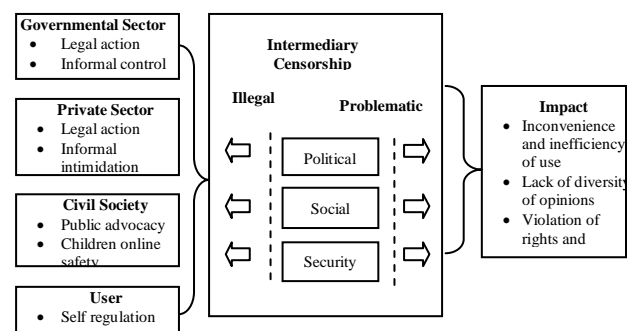 Governmental Sector
• Legal action
• Informal control
Private Sector
• Legal action
• Informal
intimidation
Civil Society
• Public advocacy
• Children online
safety
User
• Self regulation
Intermediary
Censorship
Illegal
Problematic
Political
Social
Security
Impact
• Inconvenience
and inefficiency
of use
• Lack of diversity
of opinions
• Violation of
rights and